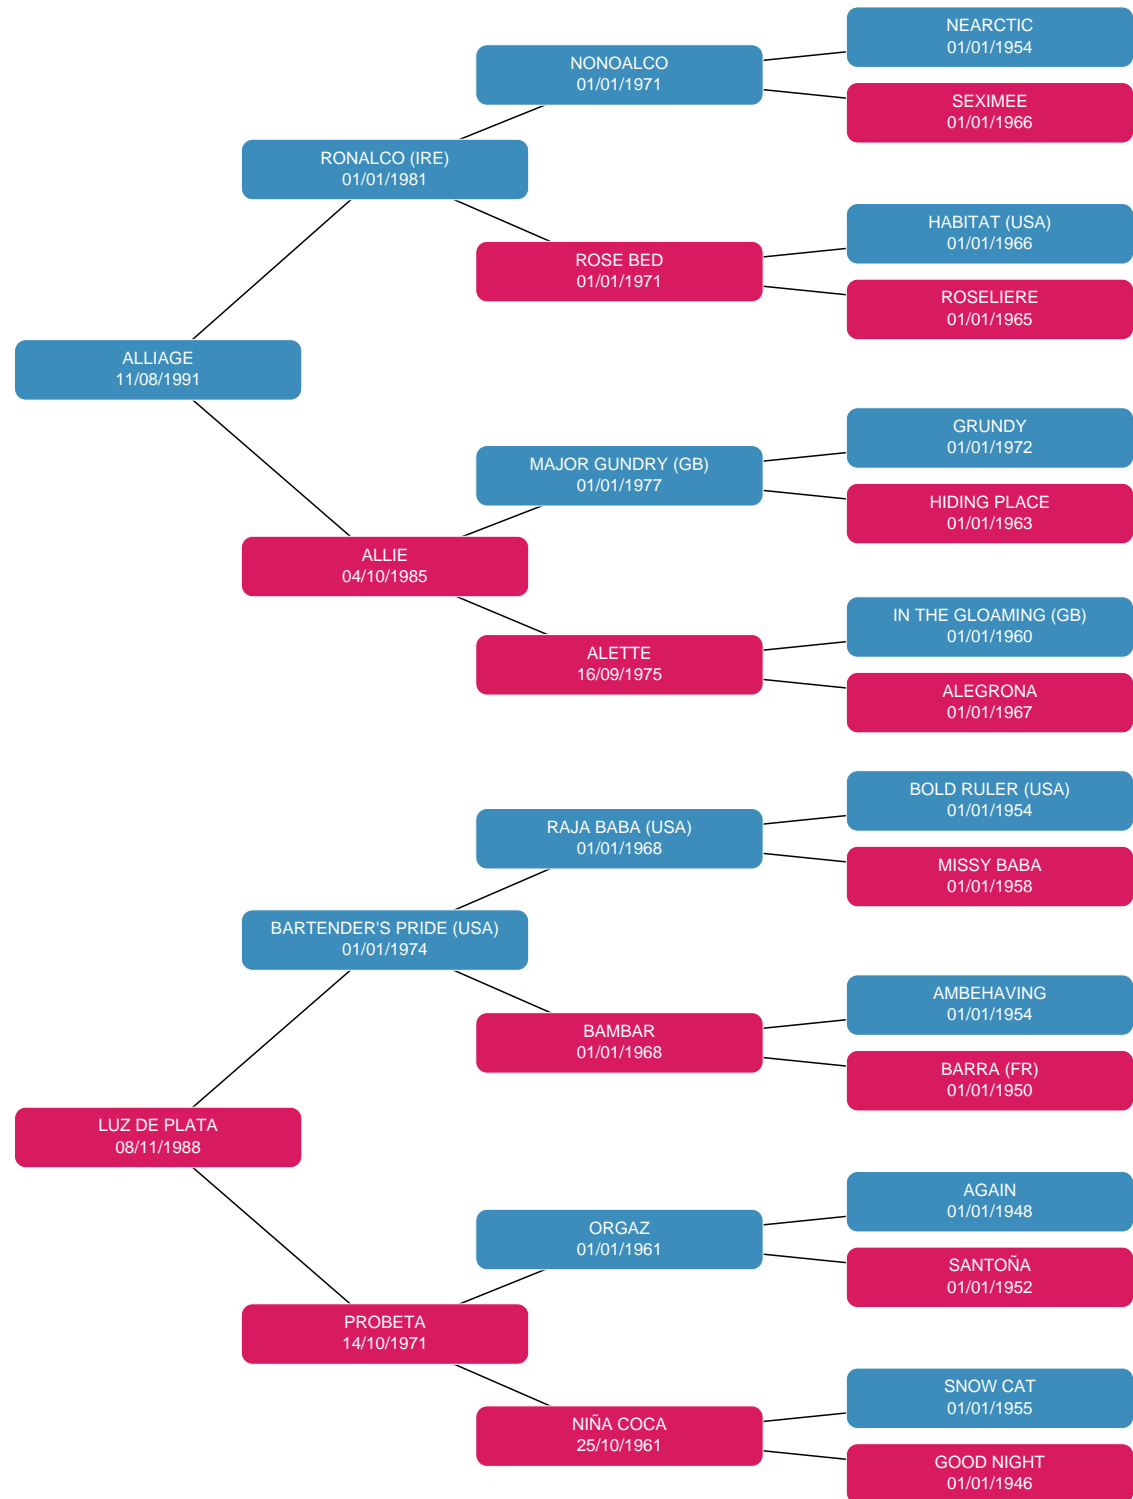 NEARCTIC
01/01/1954
NONOALCO
01/01/1971
SEXIMEE
01/01/1966
RONALCO (IRE)
01/01/1981
HABITAT (USA)
01/01/1966
ROSE BED
01/01/1971
ROSELIERE
01/01/1965
ALLIAGE
11/08/1991
GRUNDY
01/01/1972
MAJOR GUNDRY (GB)
01/01/1977
HIDING PLACE
01/01/1963
ALLIE
04/10/1985
IN THE GLOAMING (GB)
01/01/1960
ALETTE
16/09/1975
ALEGRONA
01/01/1967
BOLD RULER (USA)
01/01/1954
RAJA BABA (USA)
01/01/1968
MISSY BABA
01/01/1958
BARTENDER'S PRIDE (USA)
01/01/1974
AMBEHAVING
01/01/1954
BAMBAR
01/01/1968
BARRA (FR)
01/01/1950
LUZ DE PLATA
08/11/1988
AGAIN
01/01/1948
ORGAZ
01/01/1961
SANTOÑA
01/01/1952
PROBETA
14/10/1971
SNOW CAT
01/01/1955
NIÑA COCA
25/10/1961
GOOD NIGHT
01/01/1946